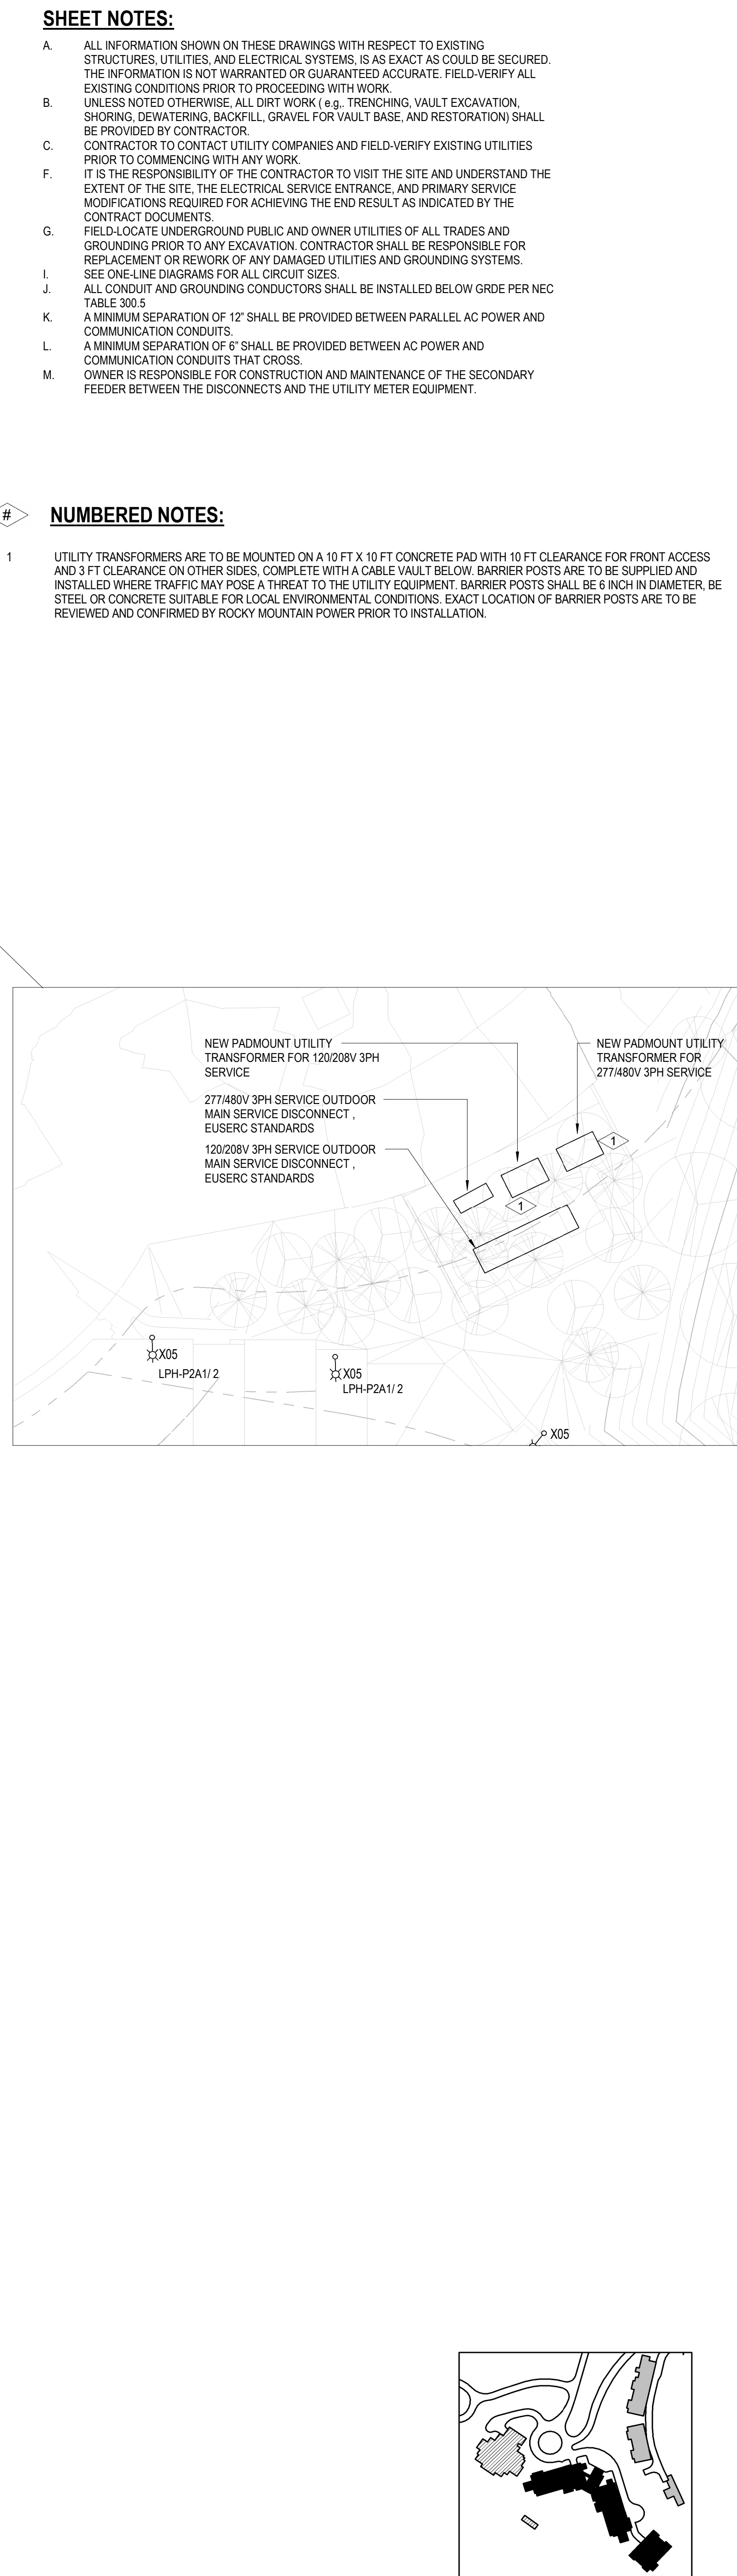 SHEET NOTES:
A. ALL INFORMATION SHOWN ON THESE DRAWINGS WITH RESPECT TO EXISTING
STRUCTURES, UTILITIES, AND ELECTRICAL SYSTEMS, IS AS EXACT AS COULD BE SECURED.
THE INFORMATION IS NOT WARRANTED OR GUARANTEED ACCURATE. FIELD-VERIFY ALL
EXISTING CONDITIONS PRIOR TO PROCEEDING WITH WORK.
B. UNLESS NOTED OTHERWISE, ALL DIRT WORK ( e.g,. TRENCHING, VAULT EXCAVATION,
SHORING, DEWATERING, BACKFILL, GRAVEL FOR VAULT BASE, AND RESTORATION) SHALL
BE PROVIDED BY CONTRACTOR.
C. CONTRACTOR TO CONTACT UTILITY COMPANIES AND FIELD-VERIFY EXISTING UTILITIES
PRIOR TO COMMENCING WITH ANY WORK.
F. IT IS THE RESPONSIBILITY OF THE CONTRACTOR TO VISIT THE SITE AND UNDERSTAND THE
EXTENT OF THE SITE, THE ELECTRICAL SERVICE ENTRANCE, AND PRIMARY SERVICE
MODIFICATIONS REQUIRED FOR ACHIEVING THE END RESULT AS INDICATED BY THE
CONTRACT DOCUMENTS.
G. FIELD-LOCATE UNDERGROUND PUBLIC AND OWNER UTILITIES OF ALL TRADES AND
GROUNDING PRIOR TO ANY EXCAVATION. CONTRACTOR SHALL BE RESPONSIBLE FOR
REPLACEMENT OR REWORK OF ANY DAMAGED UTILITIES AND GROUNDING SYSTEMS.
I. SEE ONE-LINE DIAGRAMS FOR ALL CIRCUIT SIZES.
J. ALL CONDUIT AND GROUNDING CONDUCTORS SHALL BE INSTALLED BELOW GRDE PER NEC
TABLE 300.5
K. A MINIMUM SEPARATION OF 12" SHALL BE PROVIDED BETWEEN PARALLEL AC POWER AND
COMMUNICATION CONDUITS.
L. A MINIMUM SEPARATION OF 6" SHALL BE PROVIDED BETWEEN AC POWER AND
COMMUNICATION CONDUITS THAT CROSS.
M. OWNER IS RESPONSIBLE FOR CONSTRUCTION AND MAINTENANCE OF THE SECONDARY
FEEDER BETWEEN THE DISCONNECTS AND THE UTILITY METER EQUIPMENT.
# NUMBERED NOTES:
1 UTILITY TRANSFORMERS ARE TO BE MOUNTED ON A 10 FT X 10 FT CONCRETE PAD WITH 10 FT CLEARANCE FOR FRONT ACCESS
AND 3 FT CLEARANCE ON OTHER SIDES, COMPLETE WITH A CABLE VAULT BELOW. BARRIER POSTS ARE TO BE SUPPLIED AND
INSTALLED WHERE TRAFFIC MAY POSE A THREAT TO THE UTILITY EQUIPMENT. BARRIER POSTS SHALL BE 6 INCH IN DIAMETER, BE
STEEL OR CONCRETE SUITABLE FOR LOCAL ENVIRONMENTAL CONDITIONS. EXACT LOCATION OF BARRIER POSTS ARE TO BE
REVIEWED AND CONFIRMED BY ROCKY MOUNTAIN POWER PRIOR TO INSTALLATION.
NEW PADMOUNT UTILITY
TRANSFORMER FOR 120/208V 3PH
SERVICE
NEW PADMOUNT UTILITY
TRANSFORMER FOR
277/480V 3PH SERVICE
277/480V 3PH SERVICE OUTDOOR
MAIN SERVICE DISCONNECT ,
EUSERC STANDARDS
120/208V 3PH SERVICE OUTDOOR
MAIN SERVICE DISCONNECT ,
EUSERC STANDARDS
1
1
X05
LPH-P2A1/ 2
X05
LPH-P2A1/ 2
X05